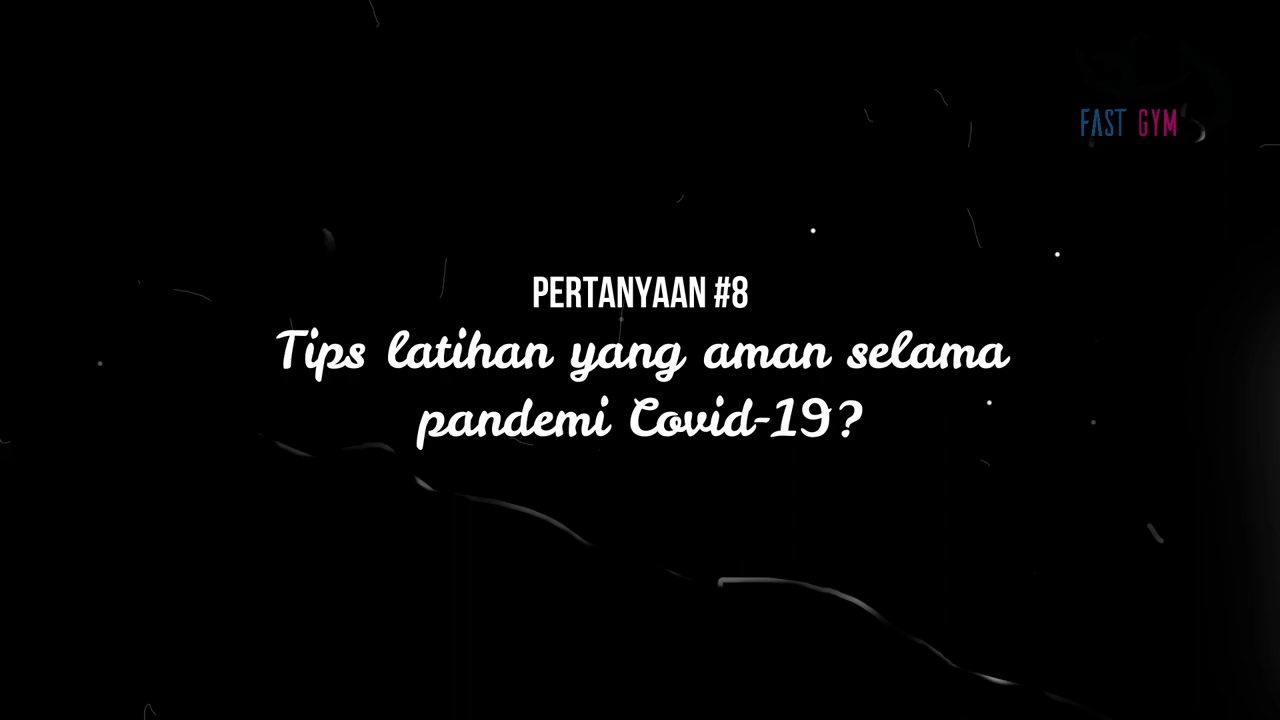 FAST GYM
PERTANYAAN #8
Tips latihan yang aman selama
pandemi Covid-19?